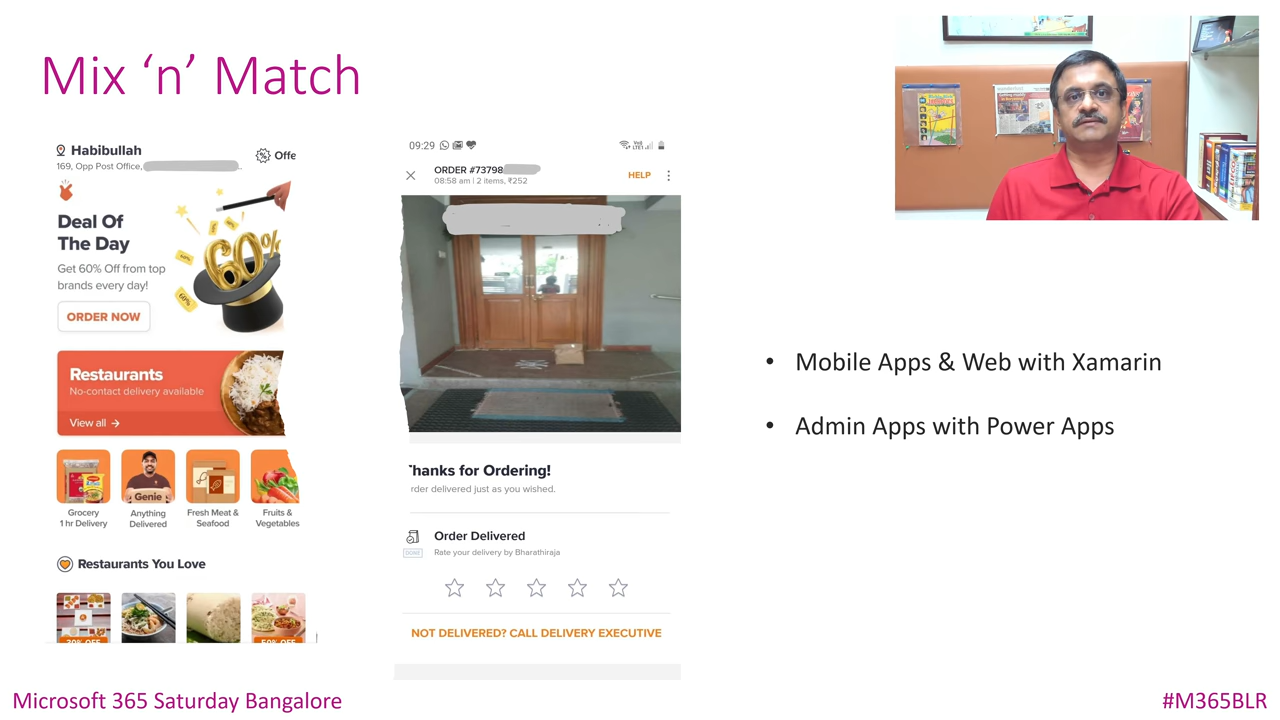 Mix ‘n’ Match
Habibullah
169, Opp Post Office,
Offe
Deal Of
The Day
Get 60% Off from top
brands every day!
ORDER NOW
60%
Restaurants
No-contact delivery available
View all →
Genie
Grocery
1 hr Delivery
Anything
Delivered
Fresh Meat &
Seafood
Fruits &
Vegetables
Restaurants You Love
09:29
ORDER #73798
08:58 am | 2 items, ₹252
HELP
hanks for Ordering!
rder delivered just as you wished.
Order Delivered
Rate your delivery by Bharathiraja
NOT DELIVERED? CALL DELIVERY EXECUTIVE
• Mobile Apps & Web with Xamarin
• Admin Apps with Power Apps
Microsoft 365 Saturday Bangalore
#M365BLR